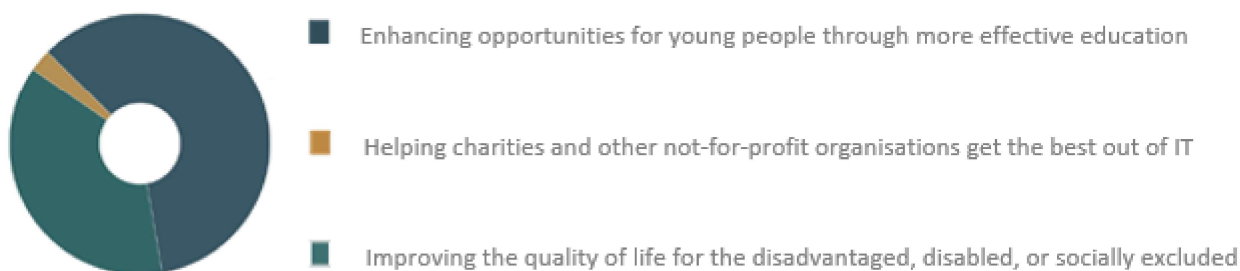 Enhancing opportunities for young people through more effective education
Helping charities and other not-for-profit organisations get the best out of IT
Improving the quality of life for the disadvantaged, disabled, or socially excluded